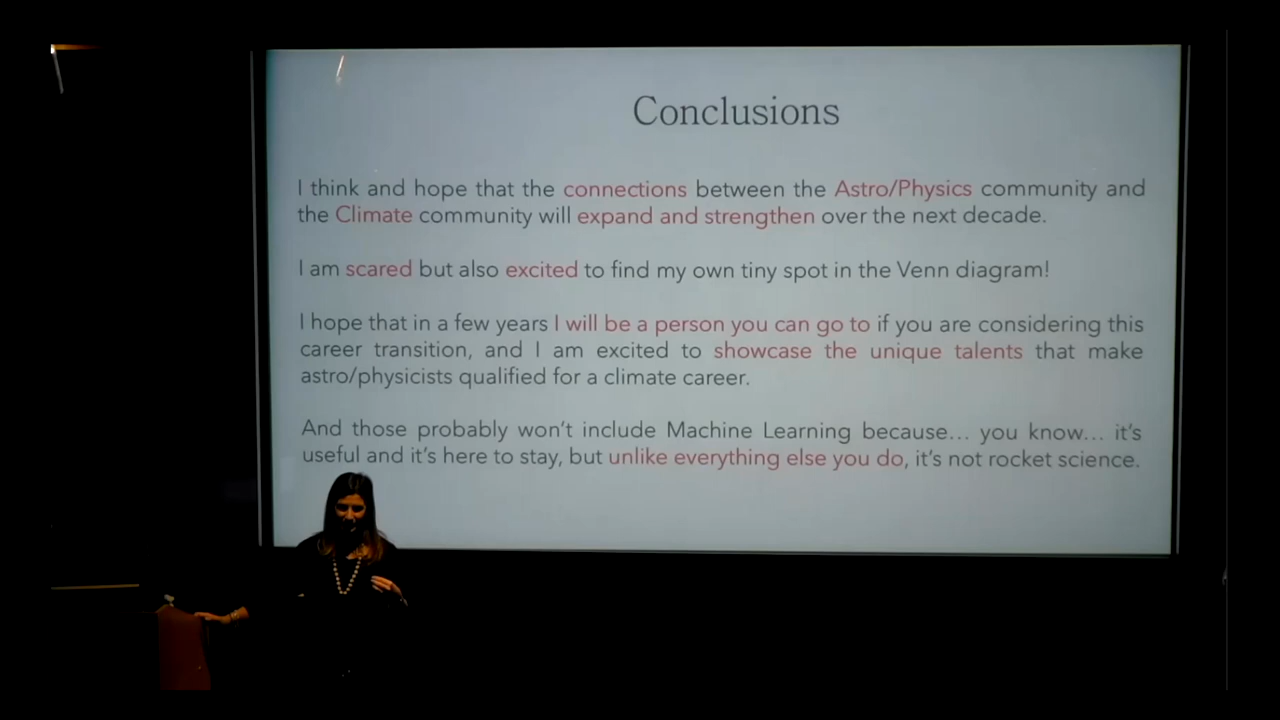 Conclusions
I think and hope that the connections between the Astro/Physics community and
the Climate community will expand and strengthen over the next decade.
I am scared but also excited to find my own tiny spot in the Venn diagram!
I hope that in a few years I will be a person you can go to if you are considering this
career transition, and I am excited to showcase the unique talents that make
astro/physicists qualified for a climate career.
And those probably won't include Machine Learning because... you know... it's
useful and it's here to stay, but unlike everything else you do, it's not rocket science.